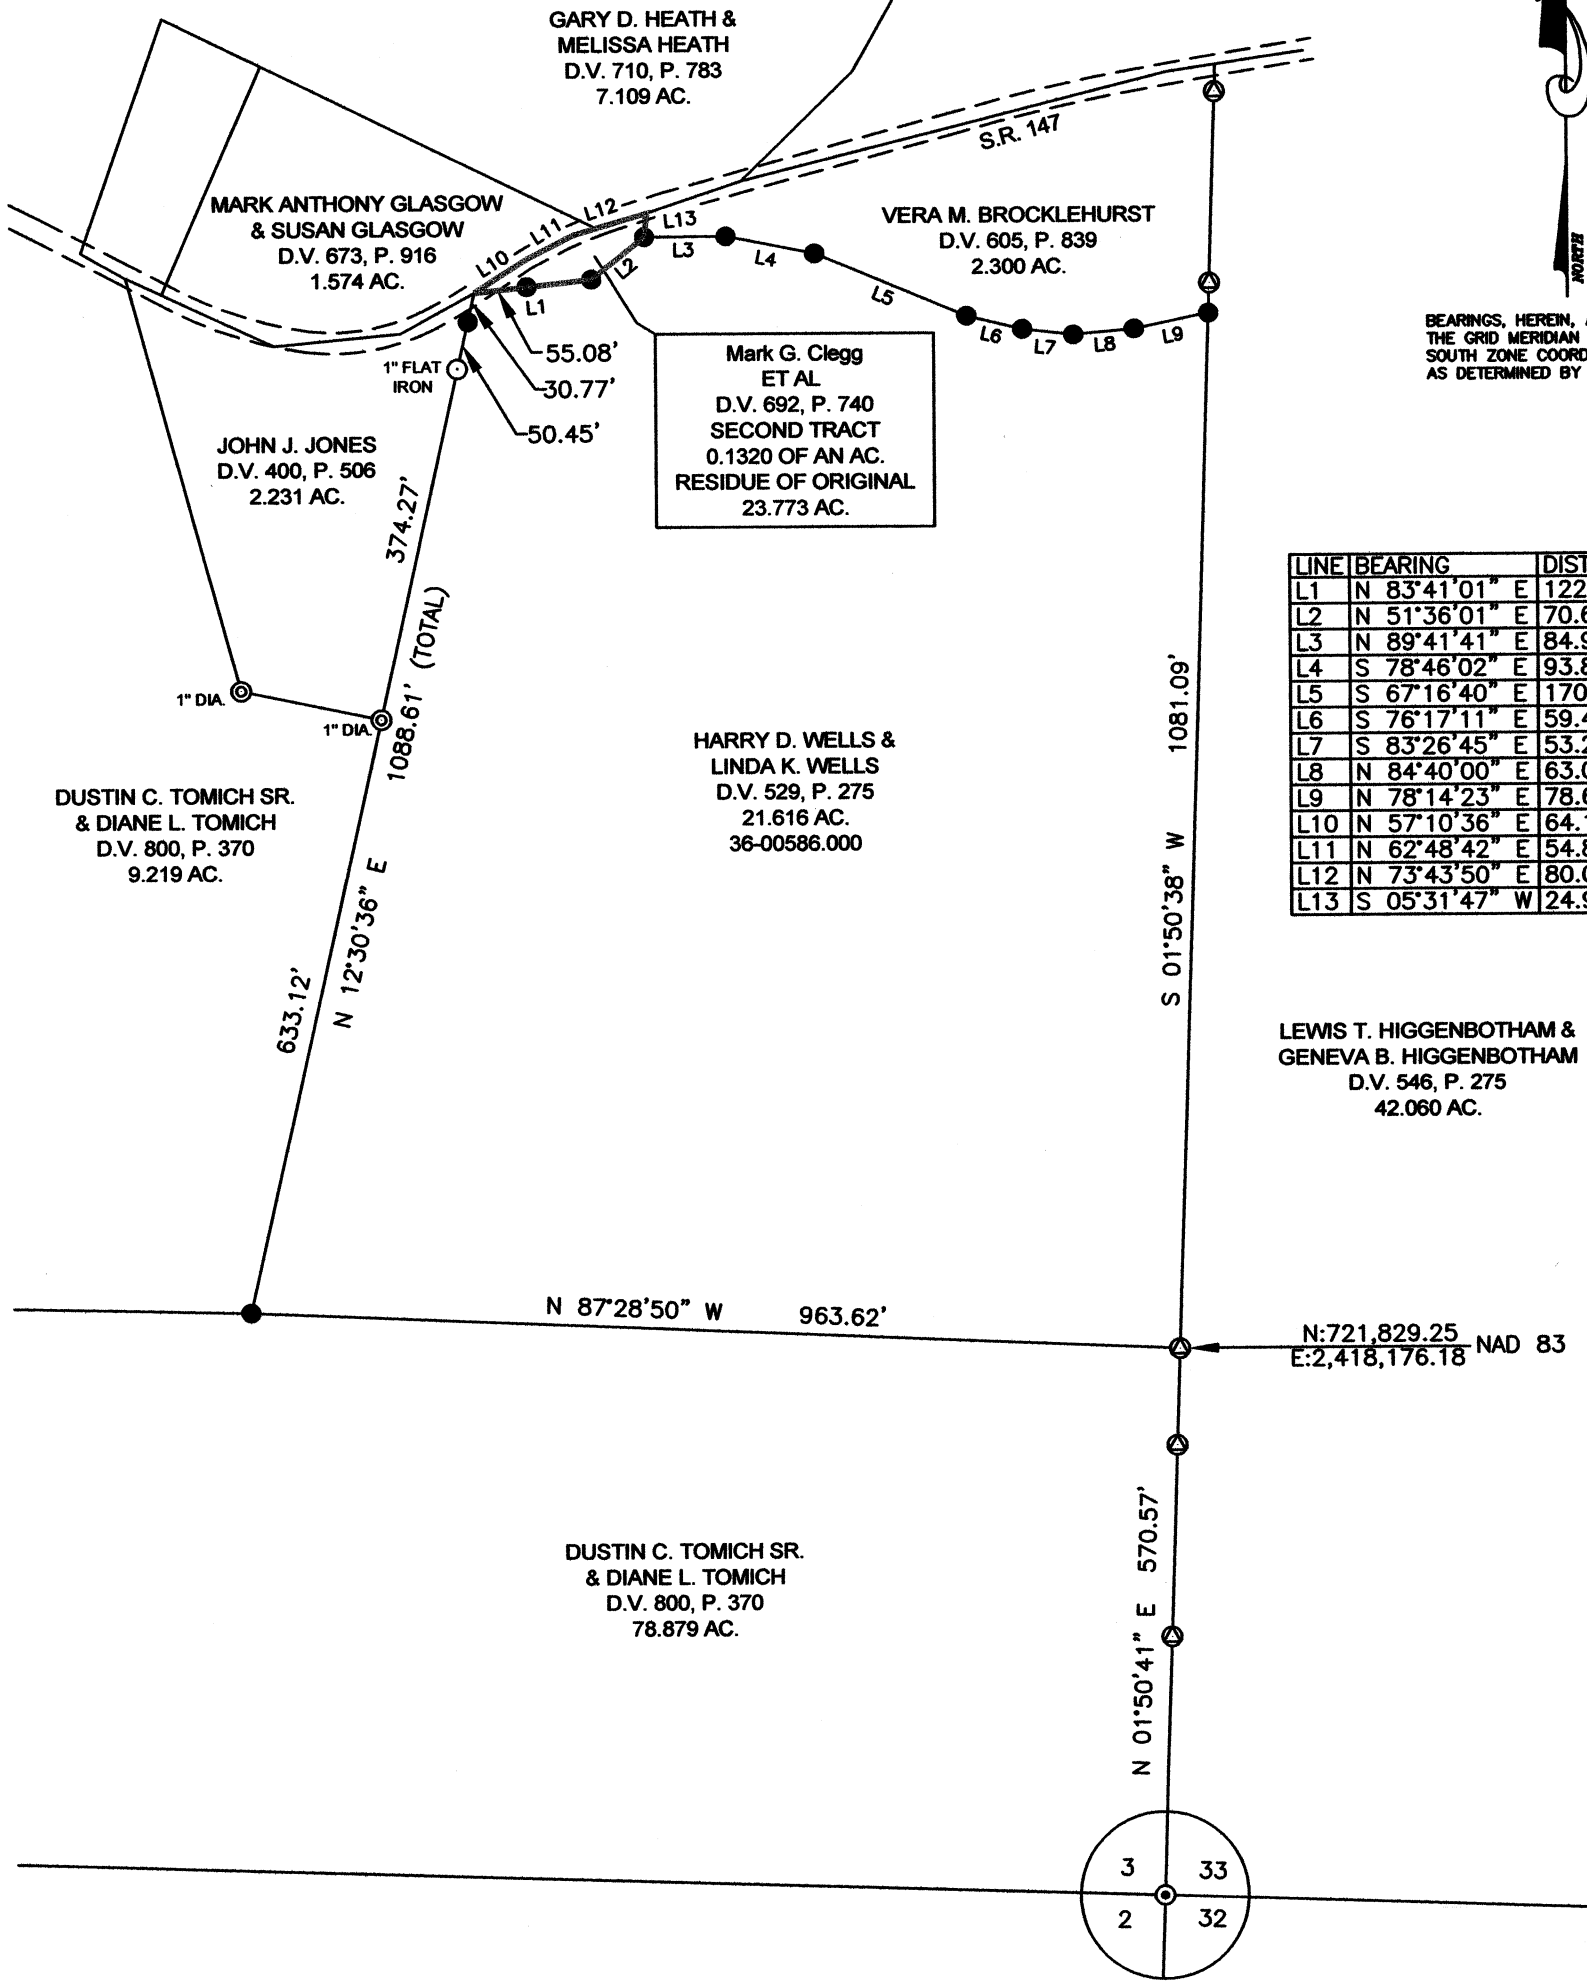 GARY D. HEATH &
MELISSA HEATH
D.V. 710, P. 783
7.109 AC.
S.R. 147
MARK ANTHONY GLASGOW
& SUSAN GLASGOW
D.V. 673, P. 916
1.574 AC.
VERA M. BROCKLEHURST
D.V. 605, P. 839
2.300 AC.
NORTH
L10
L11
L12
L13
L1
L2
L3
L4
L5
L6
L7
L8
L9
BEARINGS, HEREIN,
THE GRID MERIDIAN
SOUTH ZONE COORD
AS DETERMINED BY
55.08'
30.77'
50.45'
1" FLAT
IRON
Mark G. Clegg
ET AL
D.V. 692, P. 740
SECOND TRACT
0.1320 OF AN AC.
RESIDUE OF ORIGINAL
23.773 AC.
JOHN J. JONES
D.V. 400, P. 506
2.231 AC.
374.27'
1088.61' (TOTAL)
1" DIA.
1" DIA.
LINE BEARING DIST
L1 N 83°41'01" E 122
L2 N 51°36'01" E 70.6
L3 N 89°41'41" E 84.9
L4 S 78°46'02" E 93.8
L5 S 67°16'40" E 170
L6 S 76°17'11" E 59.4
L7 S 83°26'45" E 53.2
L8 N 84°40'00" E 63.0
L9 N 78°14'23" E 78.6
L10 N 57°10'36" E 64.1
L11 N 62°48'42" E 54.8
L12 N 73°43'50" E 80.0
L13 S 05°31'47" W 24.9
HARRY D. WELLS &
LINDA K. WELLS
D.V. 529, P. 275
21.616 AC.
36-00586.000
S 01°50'38" W 1081.09'
DUSTIN C. TOMICH SR.
& DIANE L. TOMICH
D.V. 800, P. 370
9.219 AC.
633.12'
N 12°30'36" E
LEWIS T. HIGGENBOTHAM &
GENEVA B. HIGGENBOTHAM
D.V. 546, P. 275
42.060 AC.
N 87°28'50" W 963.62'
N:721,829.25
E:2,418,176.18
NAD 83
DUSTIN C. TOMICH SR.
& DIANE L. TOMICH
D.V. 800, P. 370
78.879 AC.
N 01°50'41" E 570.57'
3 33
2 32